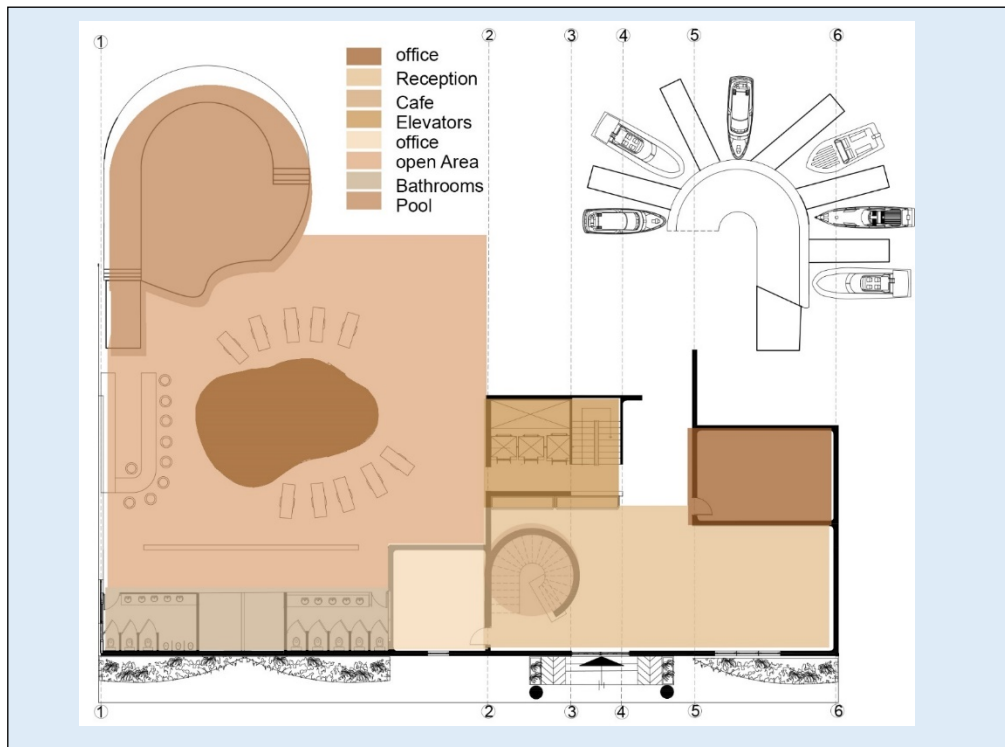 1 2 3 4 5 6
office
Reception
Cafe
Elevators
office
open Area
Bathrooms
Pool
1 2 3 4 5 6